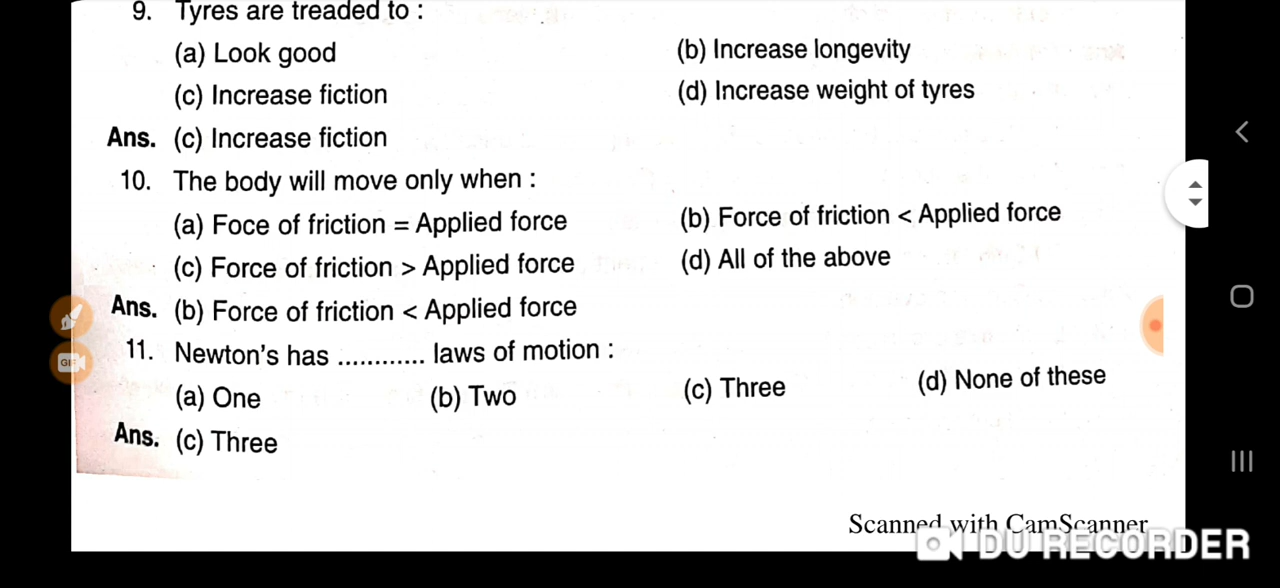 9. Tyres are treaded to :
(a) Look good (b) Increase longevity
(c) Increase fiction (d) Increase weight of tyres
Ans. (c) Increase fiction
10. The body will move only when :
(a) Foce of friction = Applied force (b) Force of friction < Applied force
(c) Force of friction > Applied force (d) All of the above
Ans. (b) Force of friction < Applied force
11. Newton's has ............ laws of motion :
(a) One (b) Two (c) Three (d) None of these
Ans. (c) Three
Scanned with CamScanner
DU RECORDER
GIF